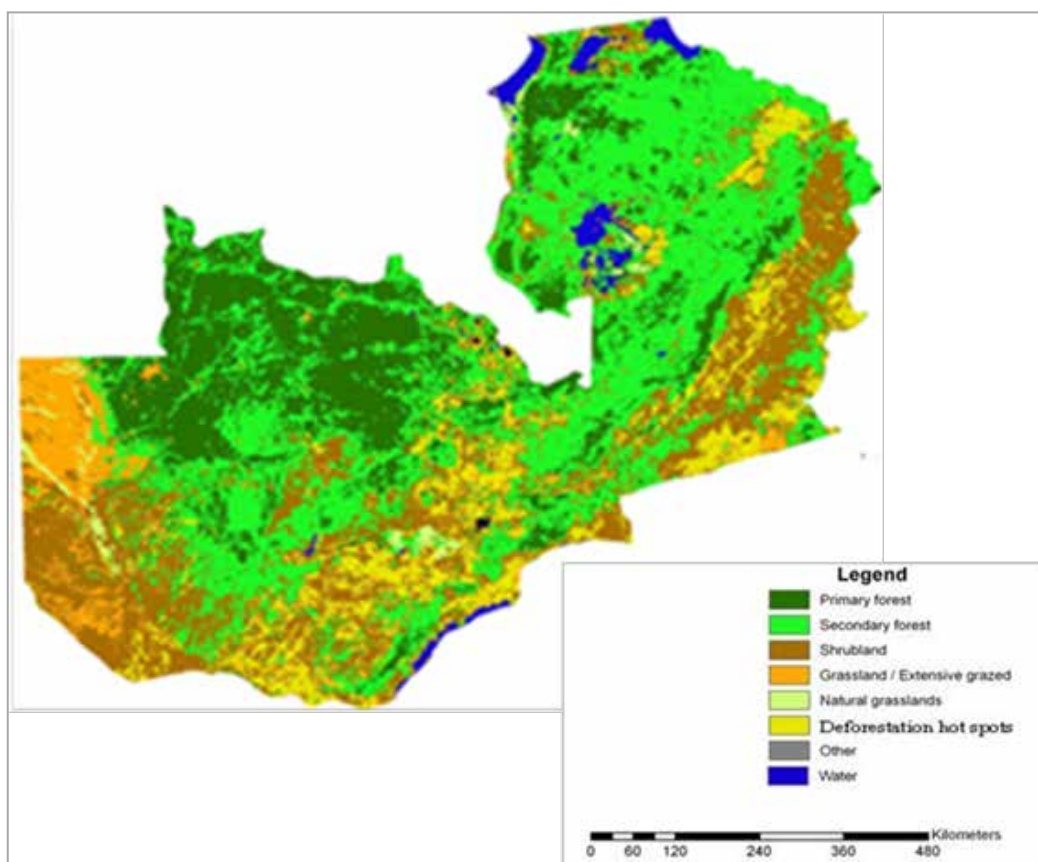 Legend
Primary forest
Secondary forest
Shrubland
Grassland / Extensive grazed
Natural grasslands
Deforestation hot spots
Other
Water
Kilometers
0 60 120 240 360 480